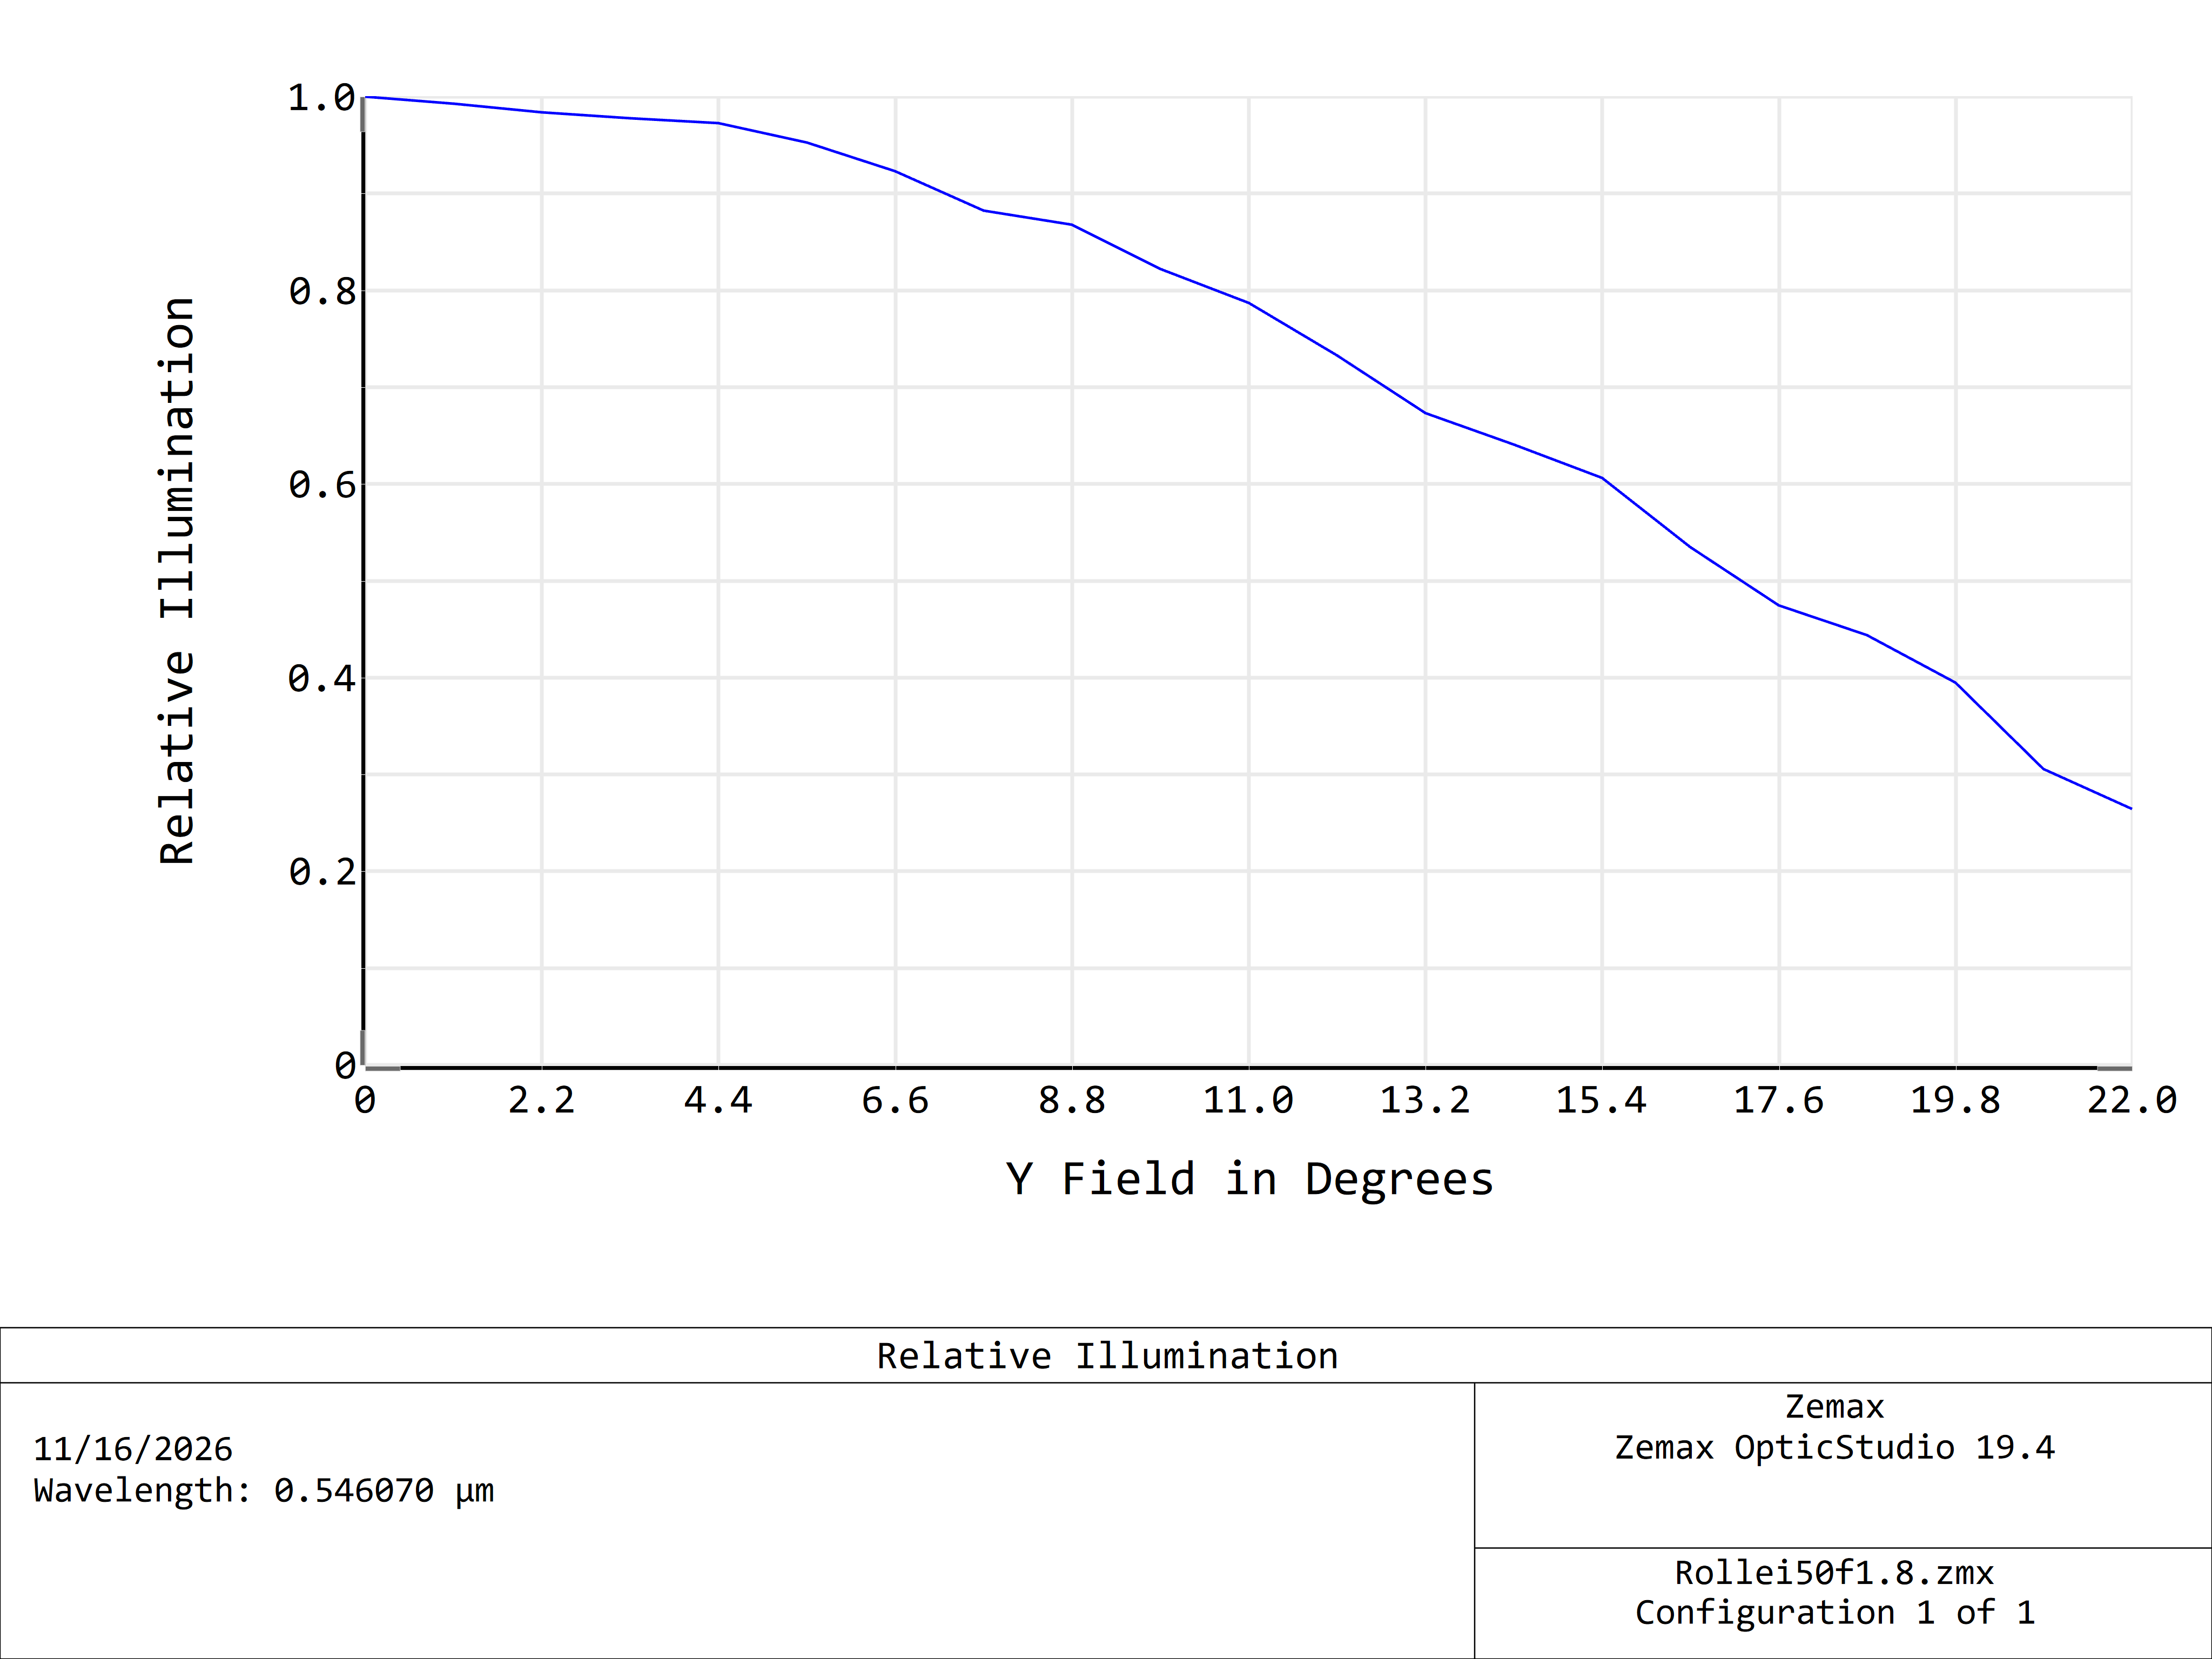 1.0
0.8
0.6
0.4
0.2
0
Relative Illumination
0 2.2 4.4 6.6 8.8 11.0 13.2 15.4 17.6 19.8 22.0
Y Field in Degrees
Relative Illumination
11/16/2026
Wavelength: 0.546070 µm
Zemax
Zemax OpticStudio 19.4
Rollei50f1.8.zmx
Configuration 1 of 1